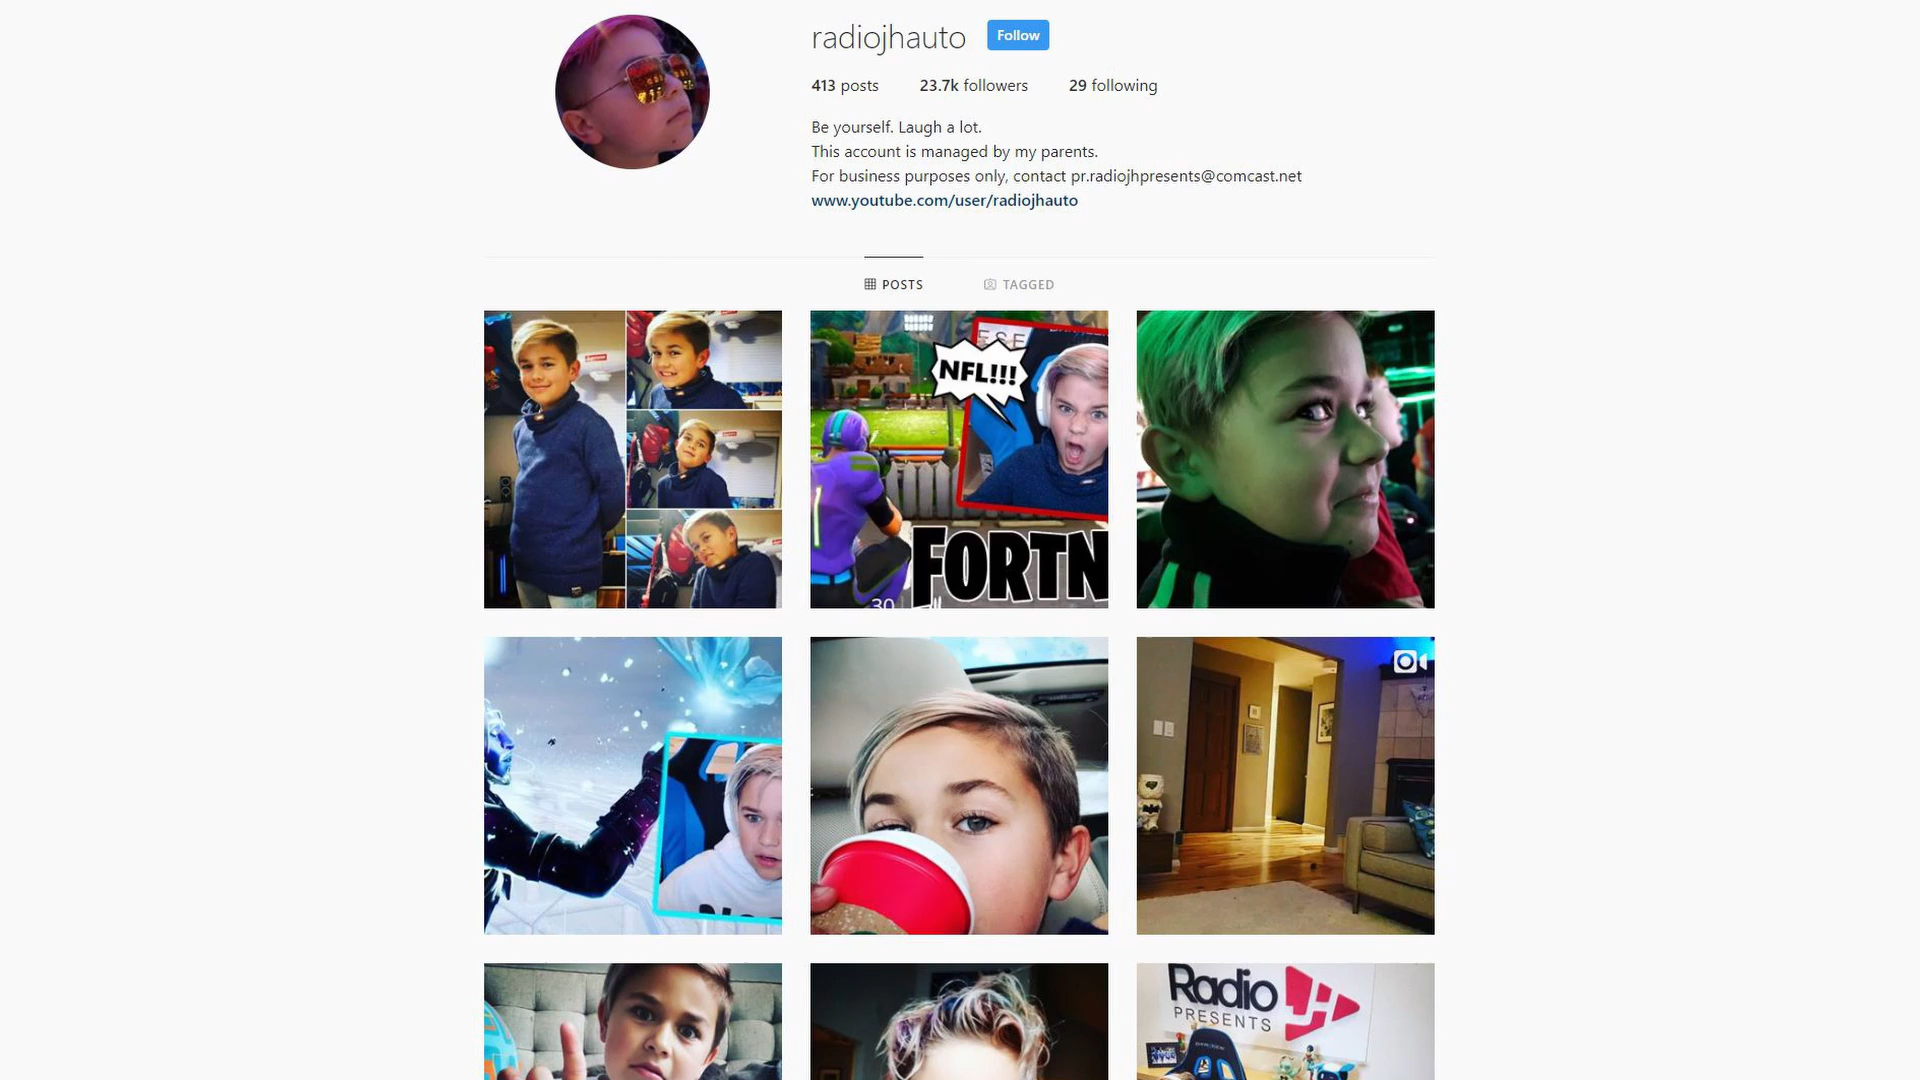 radiojhauto Follow
413 posts 23.7k followers 29 following
Be yourself. Laugh a lot.
This account is managed by my parents.
For business purposes only, contact pr.radiojhpresents@comcast.net
www.youtube.com/user/radiojhauto
POSTS TAGGED
NFL!!!
FORTN
30
Radio JH
PRESENTS